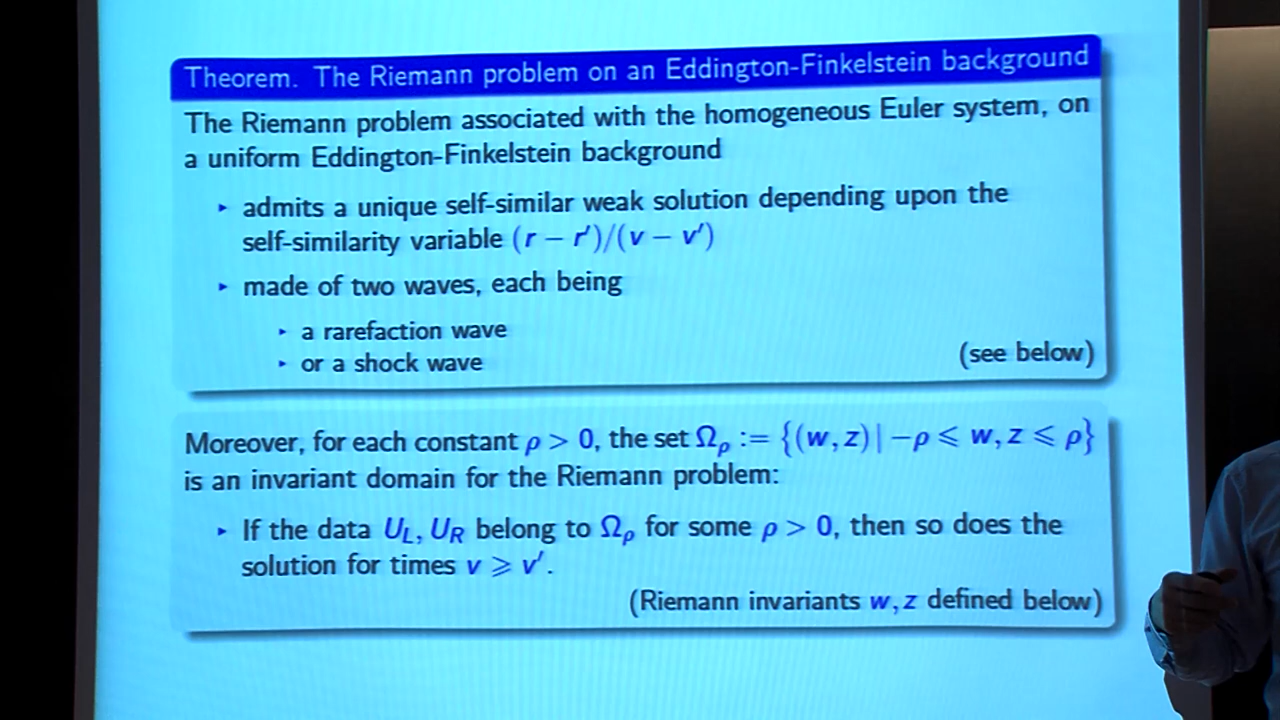 Theorem. The Riemann problem on an Eddington-Finkelstein background
The Riemann problem associated with the homogeneous Euler system, on
a uniform Eddington-Finkelstein background
‣ admits a unique self-similar weak solution depending upon the
self-similarity variable (r − r′)/(v − v′)
‣ made of two waves, each being
‣ a rarefaction wave
‣ or a shock wave
(see below)
Moreover, for each constant ρ > 0, the set Ωρ := {(w, z) | −ρ ⩽ w, z ⩽ ρ}
is an invariant domain for the Riemann problem:
‣ If the data UL, UR belong to Ωρ for some ρ > 0, then so does the
solution for times v ⩾ v′.
(Riemann invariants w, z defined below)